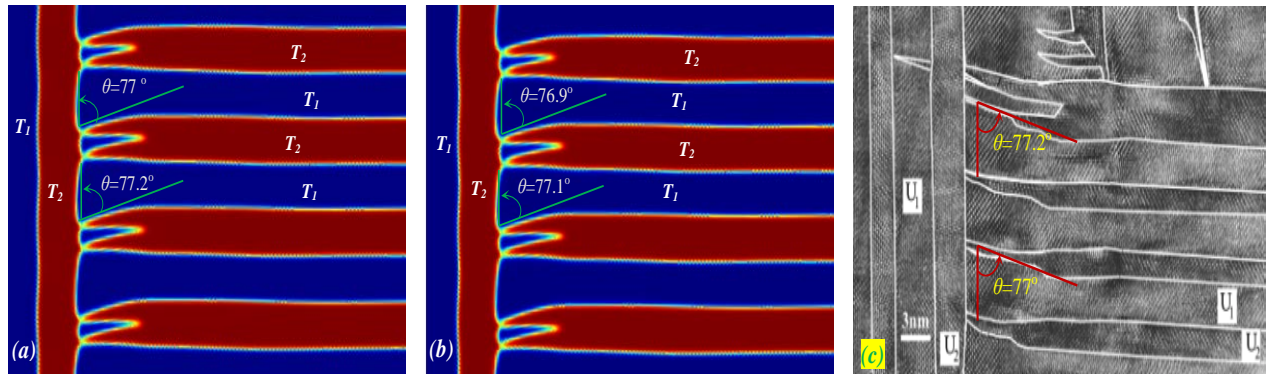 T₂
θ=77 °
T₁
T₁
T₂
T₂
θ=77.2°
T₁
(a)
T₂
θ=76.9°
T₁
T₁
T₂
T₂
θ=77.1°
T₁
(b)
θ=77.2°
U₁
θ=77°
U₁
3nm
U₂
U₂
(c)